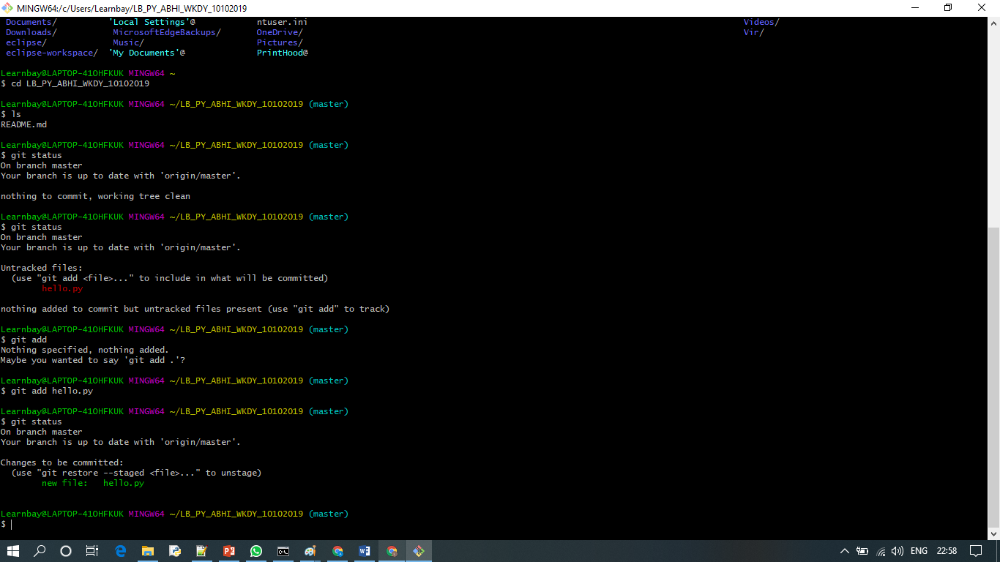 MINGW64:/c/Users/Learnbay/LB_PY_ABHI_WKDY_10102019
Documents/ 'Local Settings'@ ntuser.ini Videos/
Downloads/ MicrosoftEdgeBackups/ OneDrive/ Vir/
eclipse/ Music/ Pictures/
eclipse-workspace/ 'My Documents'@ PrintHood@
Learnbay@LAPTOP-41OHFKUK MINGW64 ~
$ cd LB_PY_ABHI_WKDY_10102019
Learnbay@LAPTOP-41OHFKUK MINGW64 ~/LB_PY_ABHI_WKDY_10102019 (master)
$ ls
README.md
Learnbay@LAPTOP-41OHFKUK MINGW64 ~/LB_PY_ABHI_WKDY_10102019 (master)
$ git status
On branch master
Your branch is up to date with 'origin/master'.
nothing to commit, working tree clean
Learnbay@LAPTOP-41OHFKUK MINGW64 ~/LB_PY_ABHI_WKDY_10102019 (master)
$ git status
On branch master
Your branch is up to date with 'origin/master'.
Untracked files:
(use "git add <file>..." to include in what will be committed)
hello.py
nothing added to commit but untracked files present (use "git add" to track)
Learnbay@LAPTOP-41OHFKUK MINGW64 ~/LB_PY_ABHI_WKDY_10102019 (master)
$ git add
Nothing specified, nothing added.
Maybe you wanted to say 'git add .'?
Learnbay@LAPTOP-41OHFKUK MINGW64 ~/LB_PY_ABHI_WKDY_10102019 (master)
$ git add hello.py
Learnbay@LAPTOP-41OHFKUK MINGW64 ~/LB_PY_ABHI_WKDY_10102019 (master)
$ git status
On branch master
Your branch is up to date with 'origin/master'.
Changes to be committed:
(use "git restore --staged <file>..." to unstage)
new file: hello.py
Learnbay@LAPTOP-41OHFKUK MINGW64 ~/LB_PY_ABHI_WKDY_10102019 (master)
$
ENG 22:58